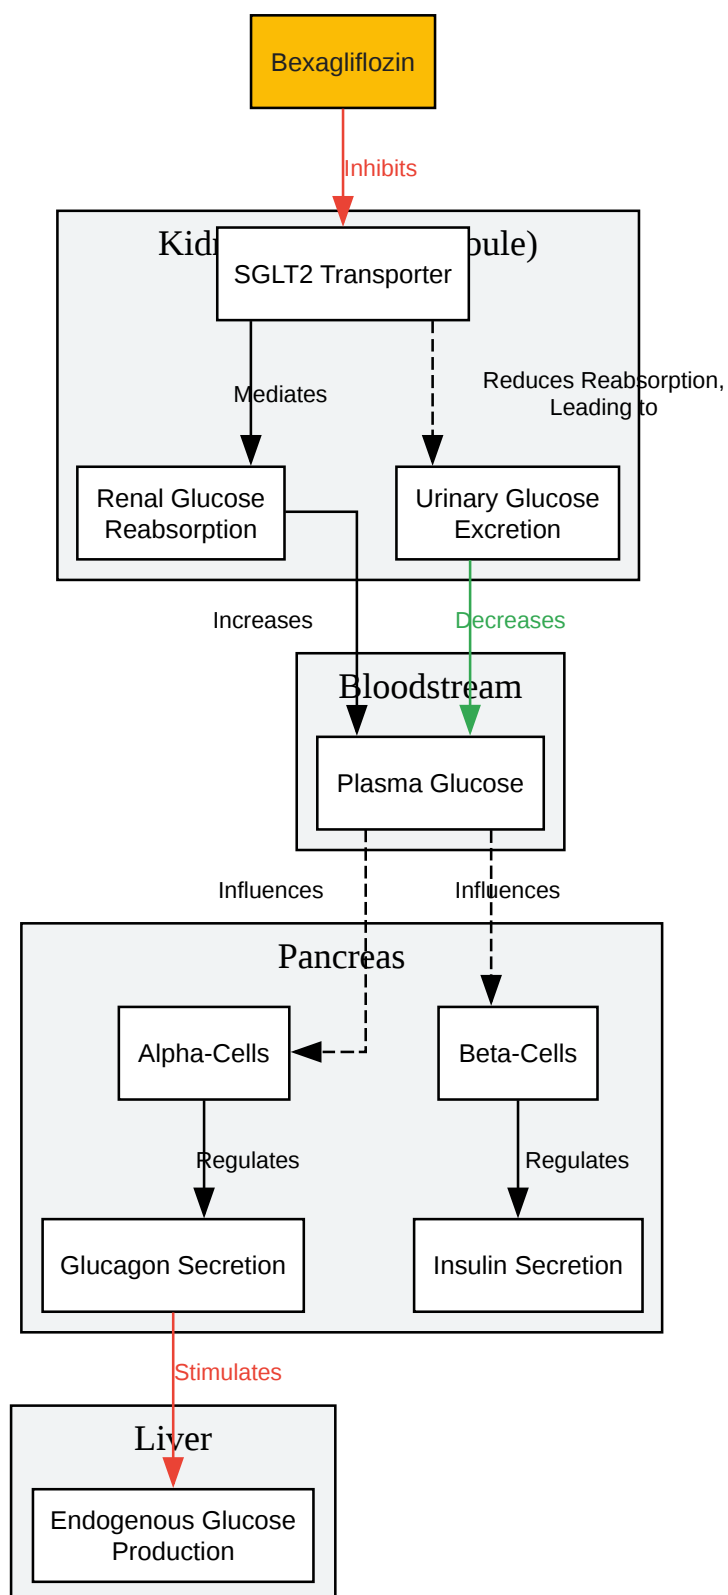 Bexagliflozin
Inhibits
bule)
SGLT2 Transporter
Mediates
Reduces Reabsorption,
Leading to
Renal Glucose
Reabsorption
Urinary Glucose
Excretion
Increases
Decreases
Bloodstream
Plasma Glucose
Influences
Influences
Pancreas
Alpha-Cells
Beta-Cells
Regulates
Regulates
Glucagon Secretion
Insulin Secretion
Stimulates
Liver
Endogenous Glucose
Production